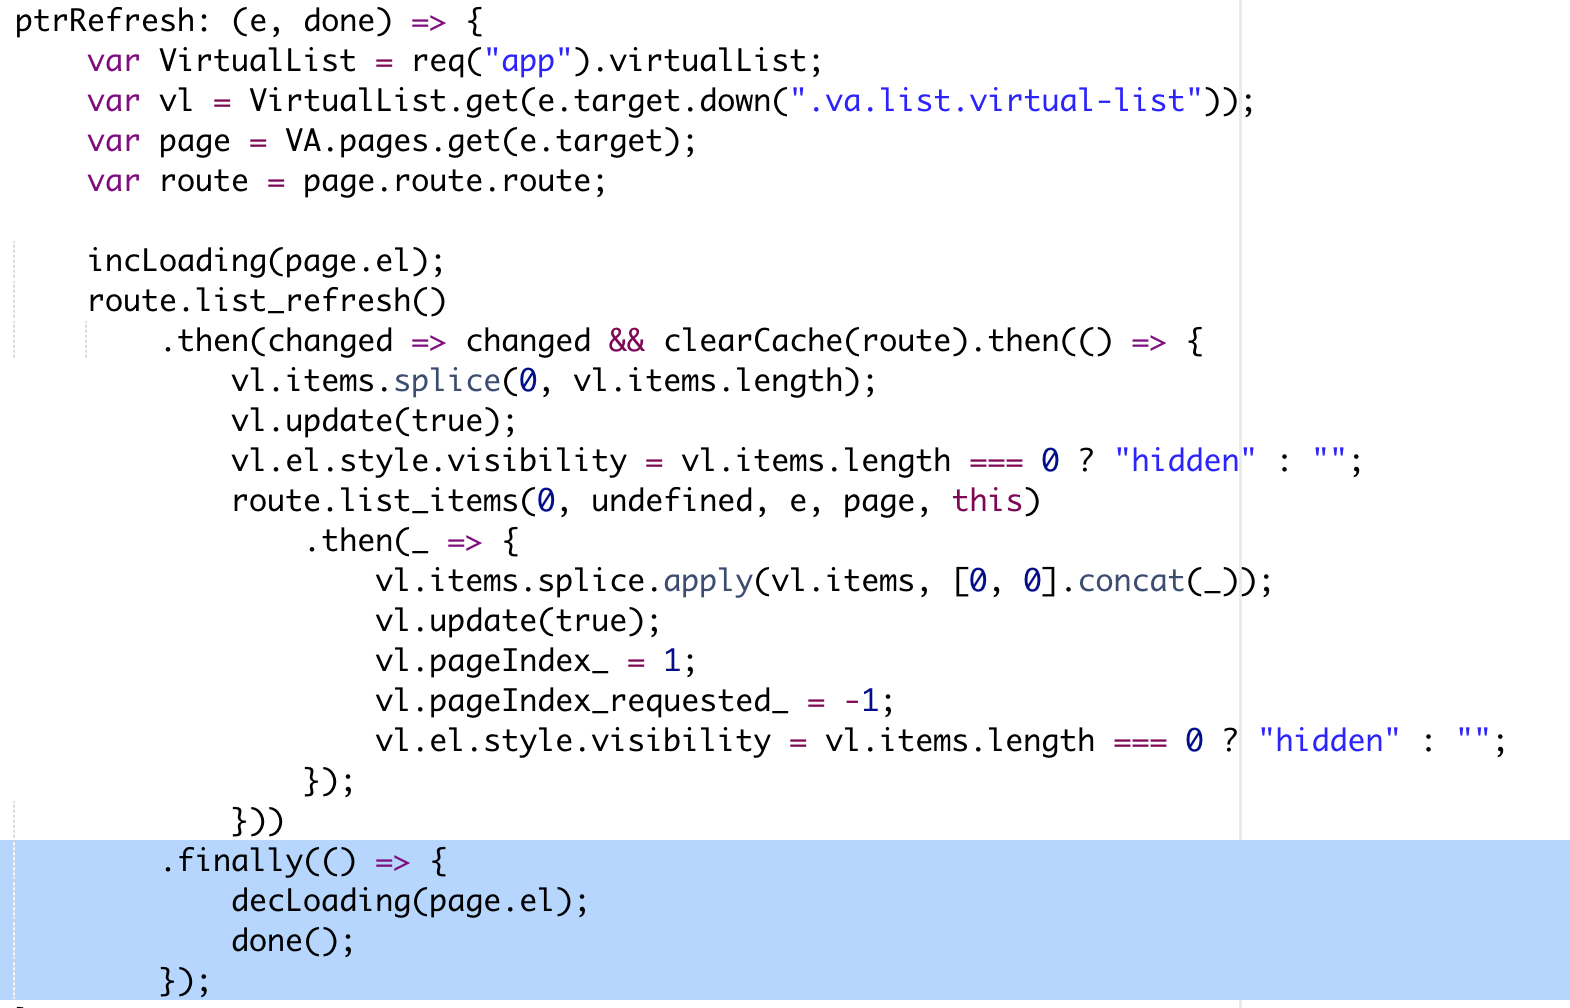 ptrRefresh: (e, done) => {
    var VirtualList = req("app").virtualList;
    var vl = VirtualList.get(e.target.down(".va.list.virtual-list"));
    var page = VA.pages.get(e.target);
    var route = page.route.route;

    incLoading(page.el);
    route.list_refresh()
        .then(changed => changed && clearCache(route).then(() => {
            vl.items.splice(0, vl.items.length);
            vl.update(true);
            vl.el.style.visibility = vl.items.length === 0 ? "hidden" : "";
            route.list_items(0, undefined, e, page, this)
                .then(_ => {
                    vl.items.splice.apply(vl.items, [0, 0].concat(_));
                    vl.update(true);
                    vl.pageIndex_ = 1;
                    vl.pageIndex_requested_ = -1;
                    vl.el.style.visibility = vl.items.length === 0 ? "hidden" : "";
                });
            }))
        .finally(() => {
            decLoading(page.el);
            done();
        });